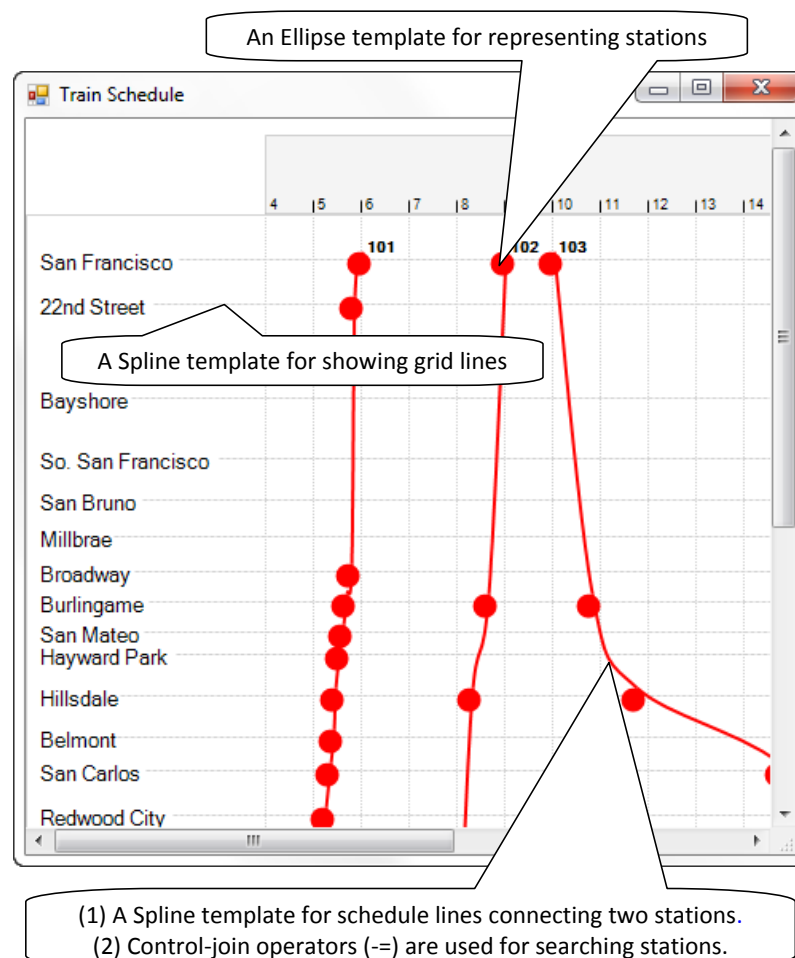 An Ellipse template for representing stations
Train Schedule
4 5 6 7 8 10 11 12 13 14
101 102 103
San Francisco
22nd Street
A Spline template for showing grid lines
Bayshore
So. San Francisco
San Bruno
Millbrae
Broadway
Burlingame
San Mateo
Hayward Park
Hillsdale
Belmont
San Carlos
Redwood City
(1) A Spline template for schedule lines connecting two stations.
(2) Control-join operators (-=) are used for searching stations.